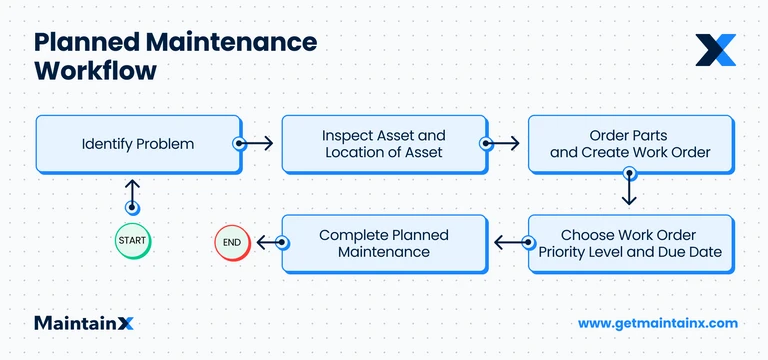 Planned Maintenance
Workflow
Identify Problem
Inspect Asset and
Location of Asset
Order Parts
and Create Work Order
START
END
Complete Planned
Maintenance
Choose Work Order
Priority Level and Due Date
MaintainX
www.getmaintainx.com